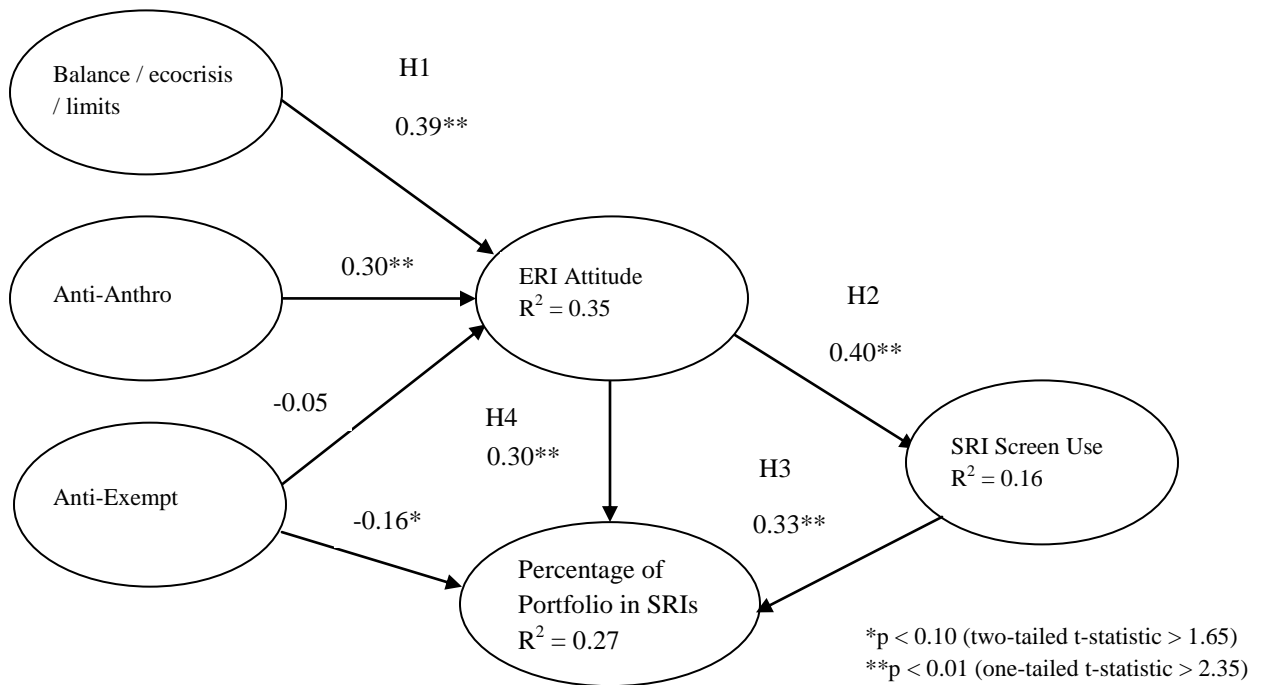 Balance / ecocrisis
/ limits
H1
0.39**
Anti-Anthro
0.30**
ERI Attitude
R² = 0.35
H2
0.40**
-0.05
H4
0.30**
Anti-Exempt
-0.16*
H3
0.33**
SRI Screen Use
R² = 0.16
Percentage of
Portfolio in SRIs
R² = 0.27
*p < 0.10 (two-tailed t-statistic > 1.65)
**p < 0.01 (one-tailed t-statistic > 2.35)